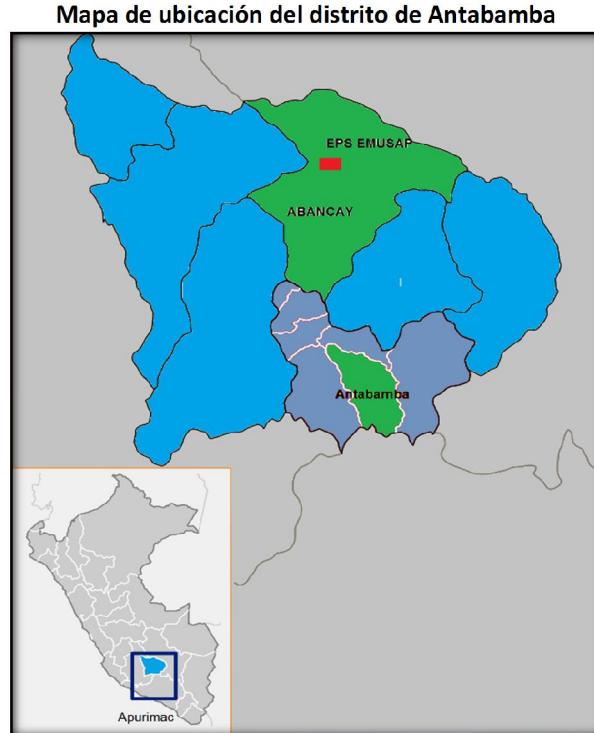 Mapa de ubicación del distrito de Antabamba
EPS EMUSAP
ABANCAY
Antabamba
Apurimac